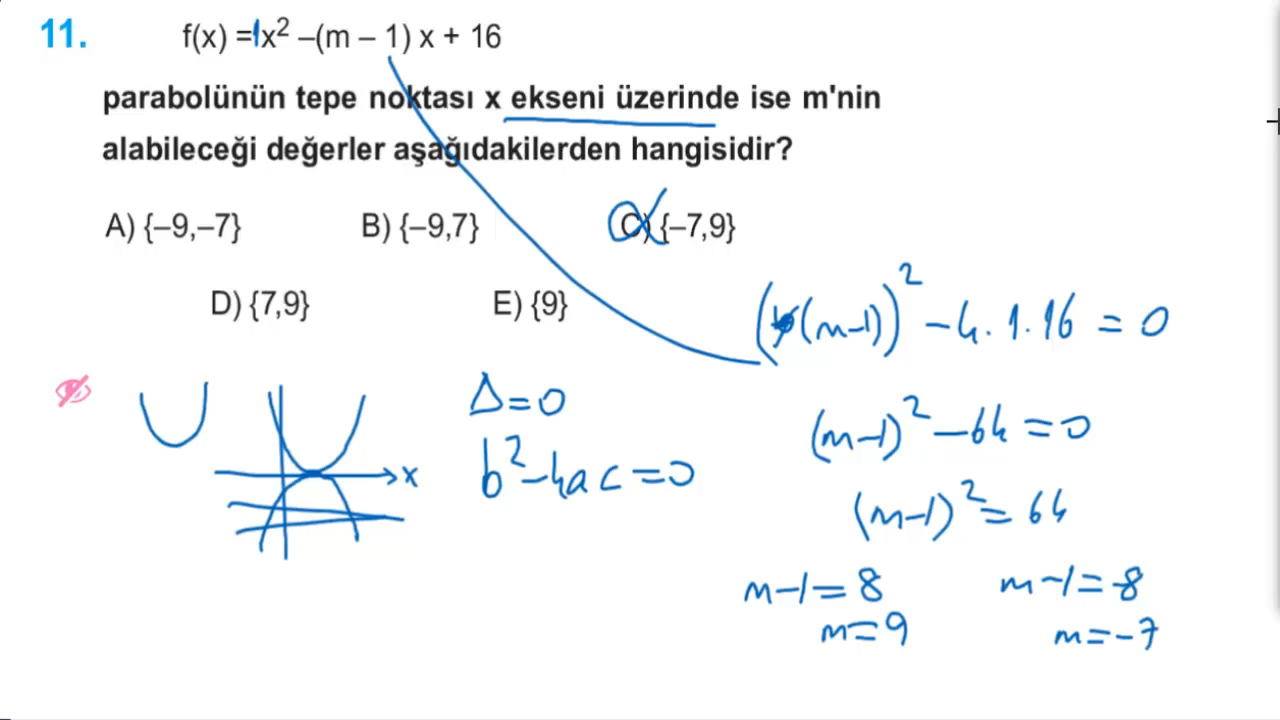 11. f(x) =1x² –(m – 1) x + 16
parabolünün tepe noktası x ekseni üzerinde ise m'nin
alabileceği değerler aşağıdakilerden hangisidir?
A) {–9,–7} B) {–9,7} C) {–7,9}
D) {7,9} E) {9}
((m-1))² - 4.1.16 = 0
Δ=0
(m-1)² - 64 = 0
b² - 4ac = 0
x
(m-1)² = 64
m-1 = 8 m-1 = -8
m = 9 m = -7